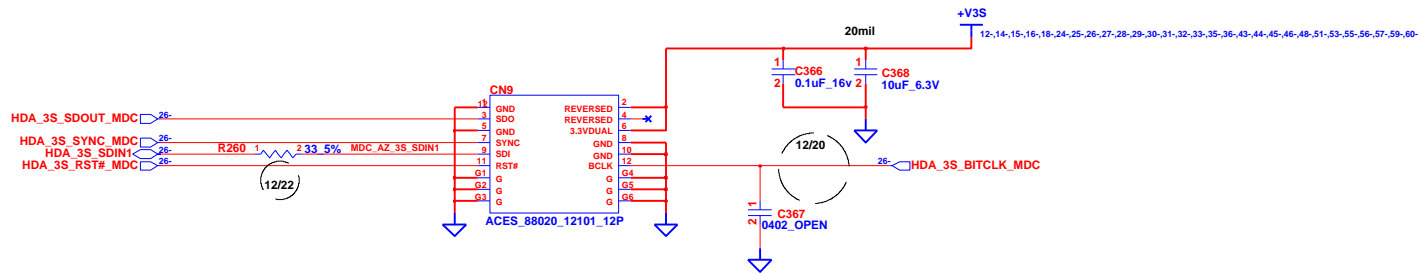 +V3S
20mil
12-,14-,15-,16-,18-,24-,25-,26-,27-,28-,29-,30-,31-,32-,33-,35-,36-,43-,44-,45-,46-,48-,51-,53-,55-,56-,57-,59-,60-
1 C366
2 0.1uF_16v
1 C368
2 10uF_6.3V
CN9
1 GND REVERSED 2
HDA_3S_SDOUT_MDC 26- 3 SDO REVERSED 4
5 GND 3.3VDUAL 6
HDA_3S_SYNC_MDC 26- 7 SYNC GND 8
HDA_3S_SDIN1 26- R260 1 2 33_5% MDC_AZ_3S_SDIN1 9 SDI GND 10
HDA_3S_RST#_MDC 26- 11 RST# BCLK 12 26- HDA_3S_BITCLK_MDC
12/20
12/22
G1 G G G4
G2 G G G5
G3 G G G6
ACES_88020_12101_12P
1 C367
2 0402_OPEN